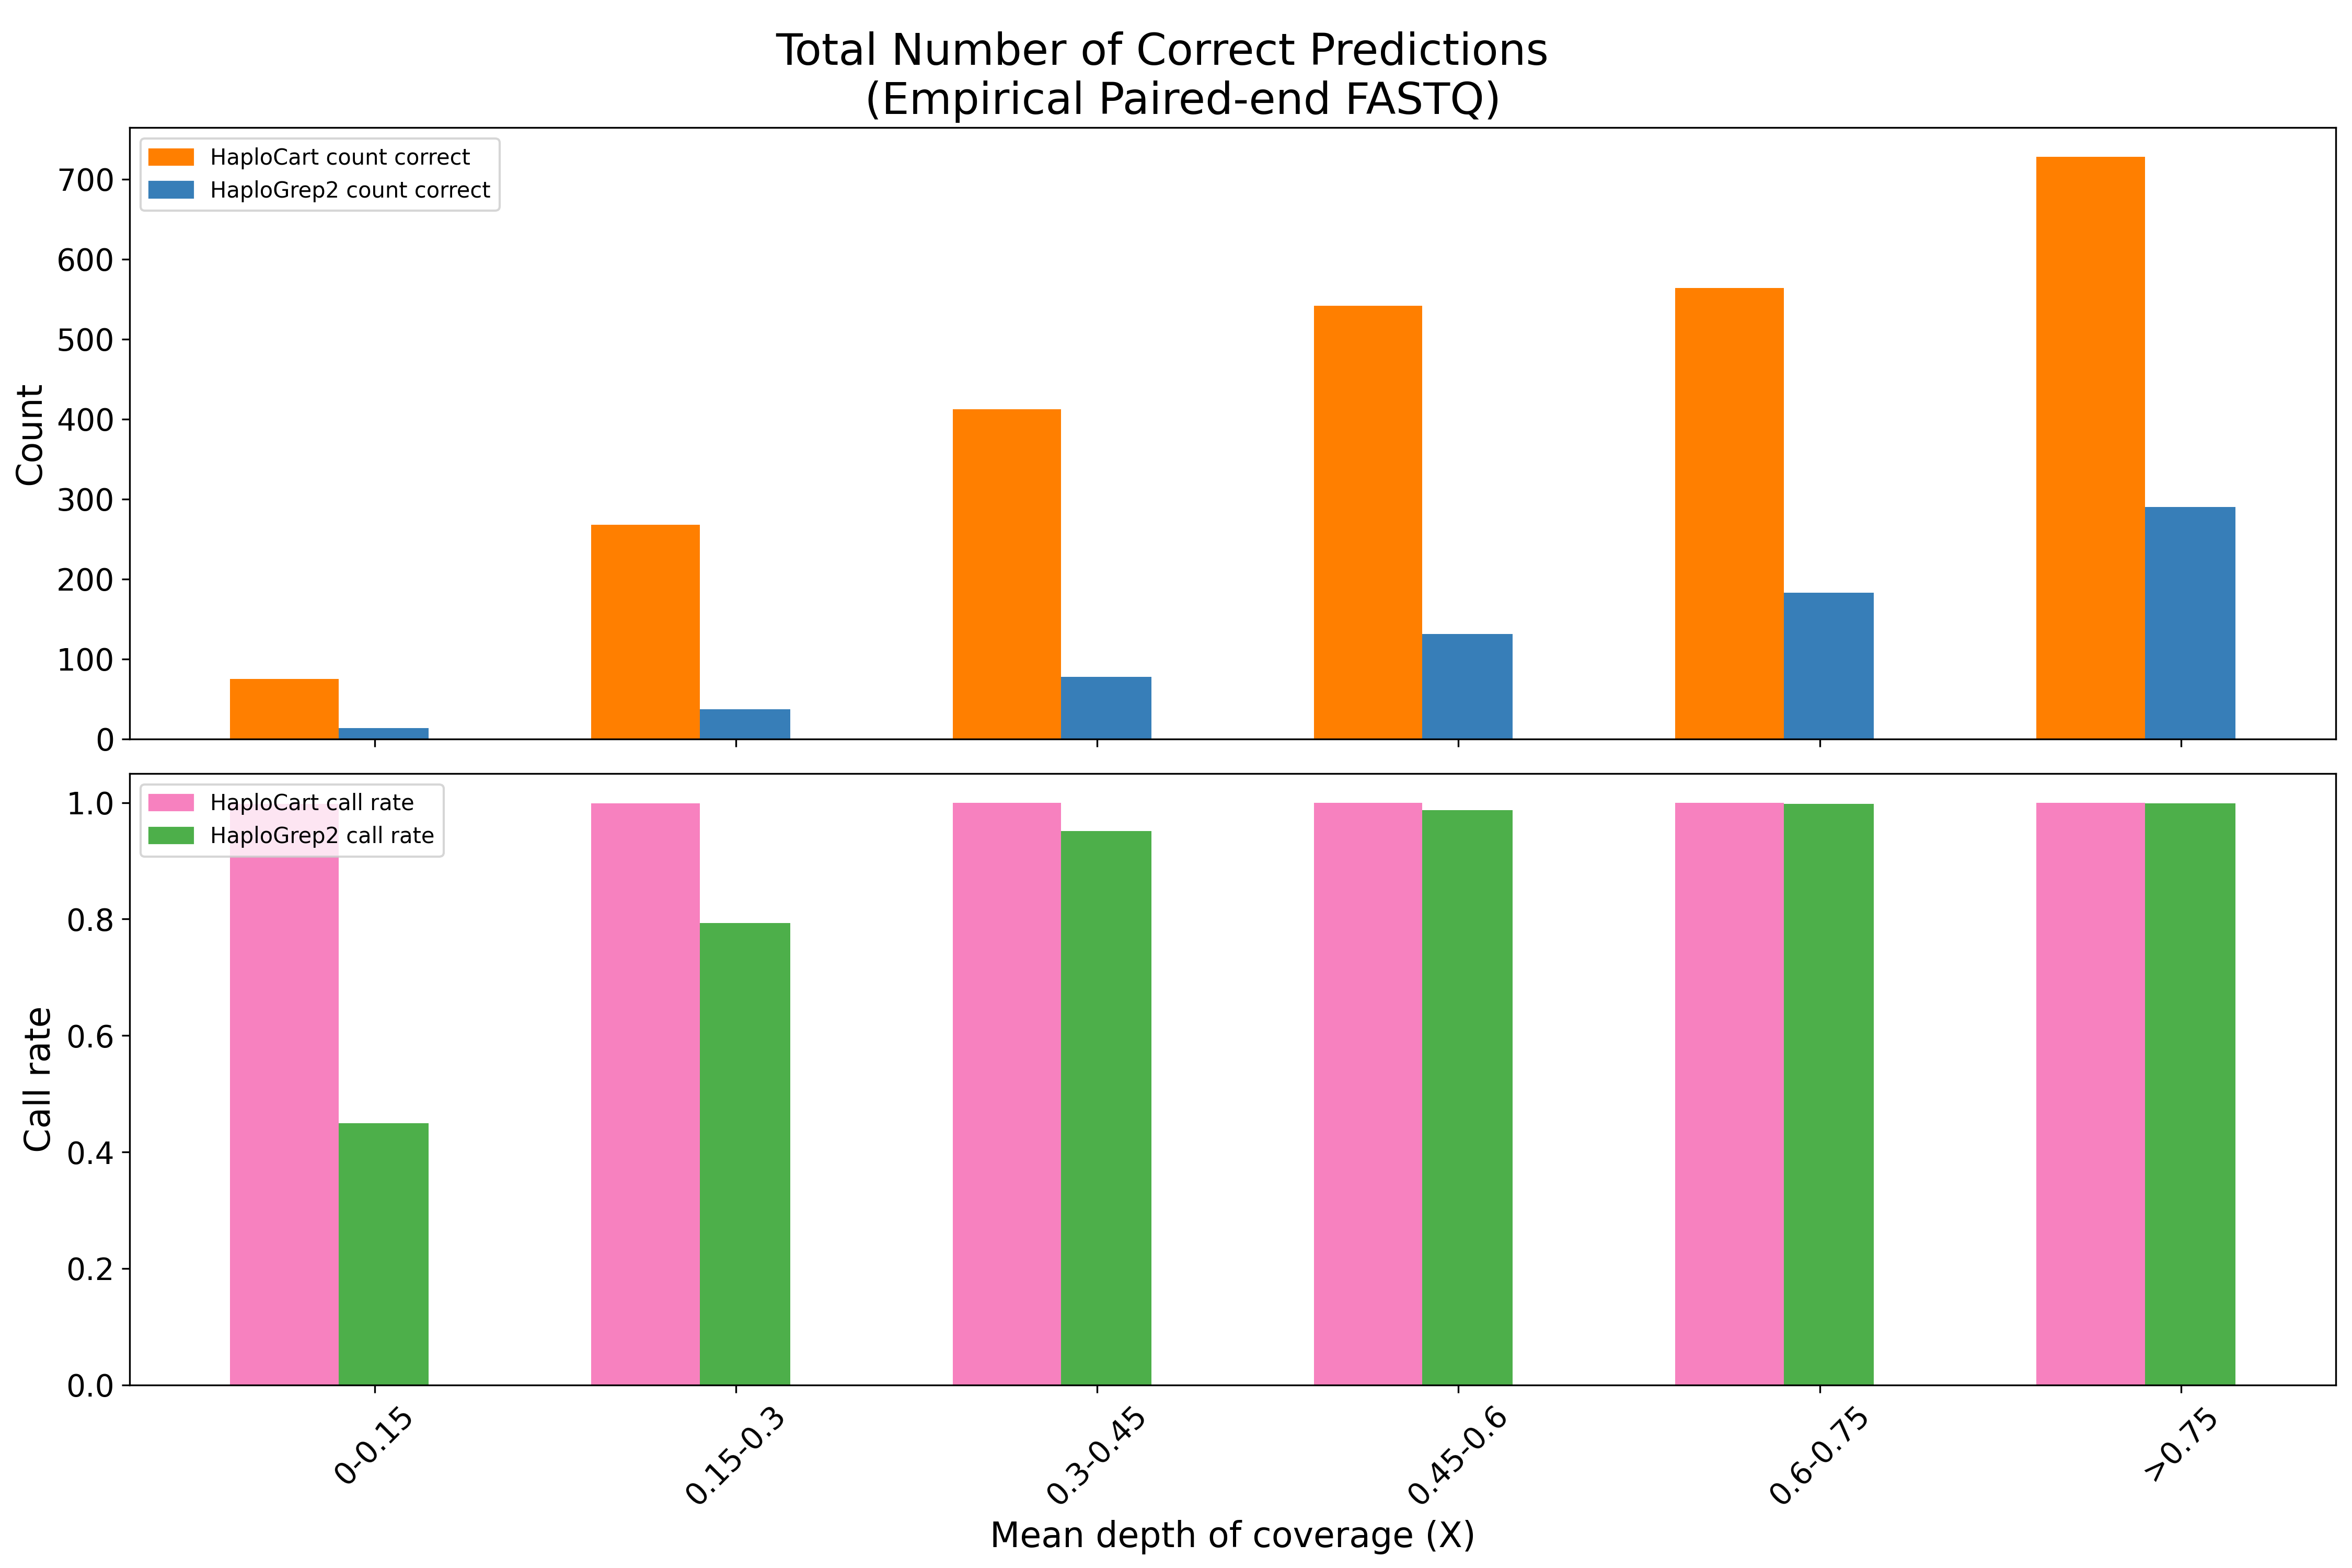 Total Number of Correct Predictions
(Empirical Paired-end FASTQ)
HaploCart count correct
HaploGrep2 count correct
Count
700
600
500
400
300
200
100
0
HaploCart call rate
HaploGrep2 call rate
Call rate
1.0
0.8
0.6
0.4
0.2
0.0
0-0.15
0.15-0.3
0.3-0.45
0.45-0.6
0.6-0.75
>0.75
Mean depth of coverage (X)